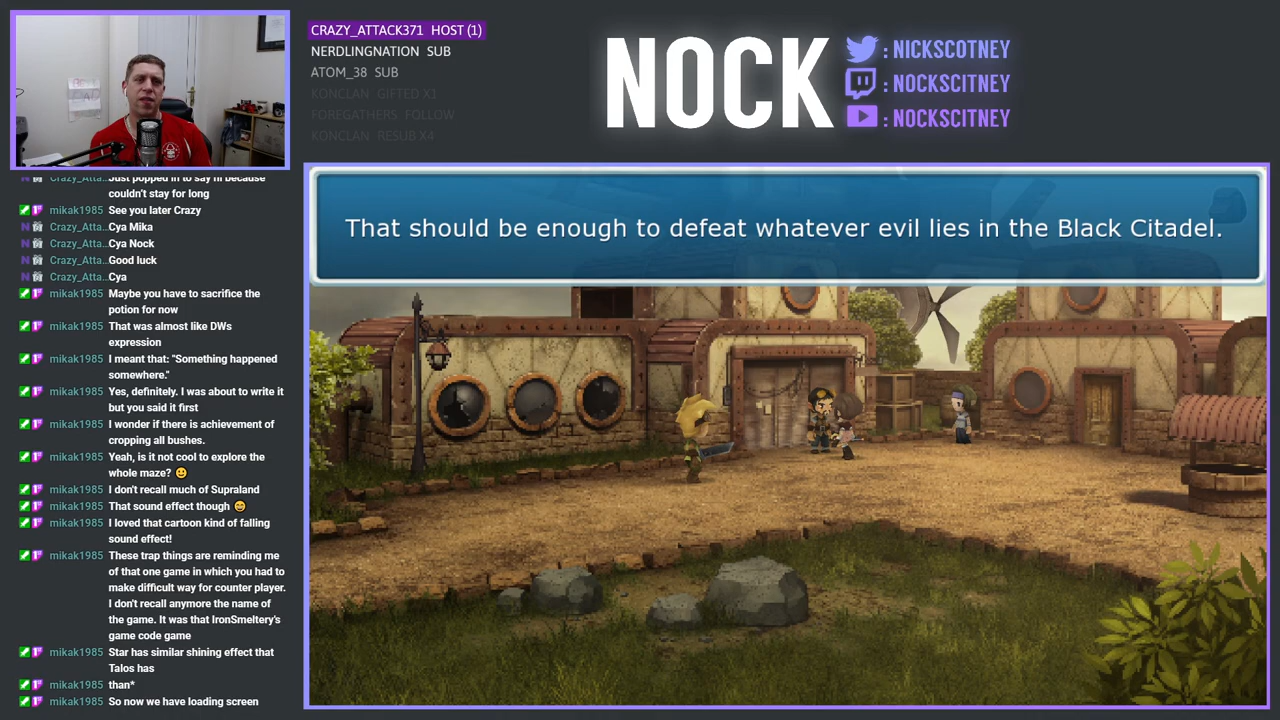 CRAZY_ATTACK371 HOST (1)
NERDLINGNATION SUB
ATOM_38 SUB
KONCLAN GIFTED X1
FOREGATHERS FOLLOW
KONCLAN RESUB X4
NOCK
: NICKSCOTNEY
: NOCKSCITNEY
: NOCKSCITNEY
Crazy_Atta...Just popped in to say hi because
couldn't stay for long
mikak1985 See you later Crazy
Crazy_Atta...Cya Mika
Crazy_Atta...Cya Nock
Crazy_Atta...Good luck
Crazy_Atta...Cya
mikak1985 Maybe you have to sacrifice the
potion for now
mikak1985 That was almost like DWs
expression
mikak1985 I meant that: "Something happened
somewhere."
mikak1985 Yes, definitely. I was about to write it
but you said it first
mikak1985 I wonder if there is achievement of
cropping all bushes.
mikak1985 Yeah, is it not cool to explore the
whole maze?
mikak1985 I don't recall much of Supraland
mikak1985 That sound effect though
mikak1985 I loved that cartoon kind of falling
sound effect!
mikak1985 These trap things are reminding me
of that one game in which you had to
make difficult way for counter player.
I don't recall anymore the name of
the game. It was that IronSmeltery's
game code game
mikak1985 Star has similar shining effect that
Talos has
mikak1985 than*
mikak1985 So now we have loading screen
That should be enough to defeat whatever evil lies in the Black Citadel.